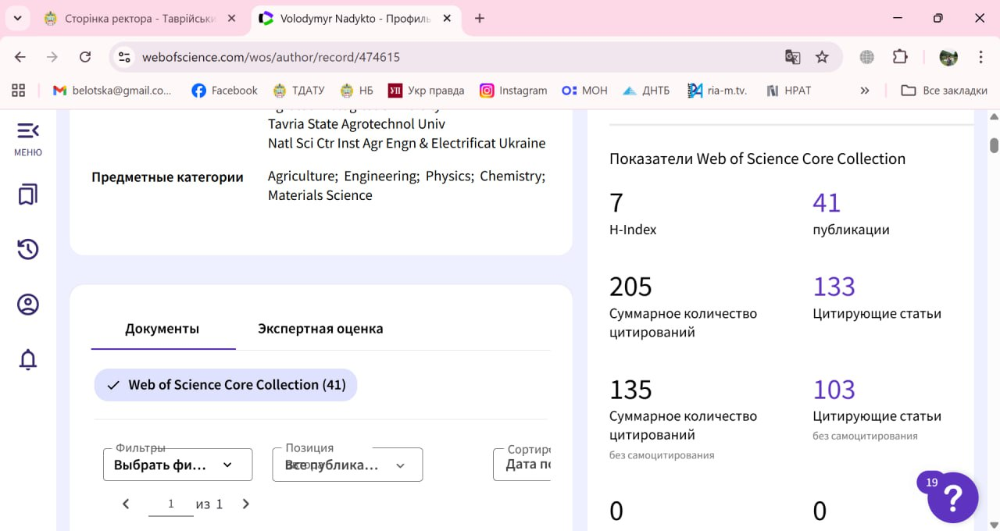 Сторінка ректора - Таврійськи
Volodymyr Nadykto - Профиль
webofscience.com/wos/author/record/474615
belotska@gmail.co...
Facebook
ТДАТУ
НБ
УП
Укр правда
Instagram
МОН
ДНТБ
ria-m.tv.
НРАТ
»
Все закладки
МЕНЮ
Tavria State Agrotechnol Univ
Natl Sci Ctr Inst Agr Engn & Electrificat Ukraine
Предметные категории
Agriculture; Engineering; Physics; Chemistry;
Materials Science
Документы
Экспертная оценка
Web of Science Core Collection (41)
Фильтры
Выбрать фи...
Позиция
Все публика...
Сортиро
Дата по
1 из 1
Показатели Web of Science Core Collection
7
H-Index
41
публикации
205
Суммарное количество
цитирований
133
Цитирующие статьи
135
Суммарное количество
цитирований
без самоцитирования
103
Цитирующие статьи
без самоцитирования
0
0
19
?